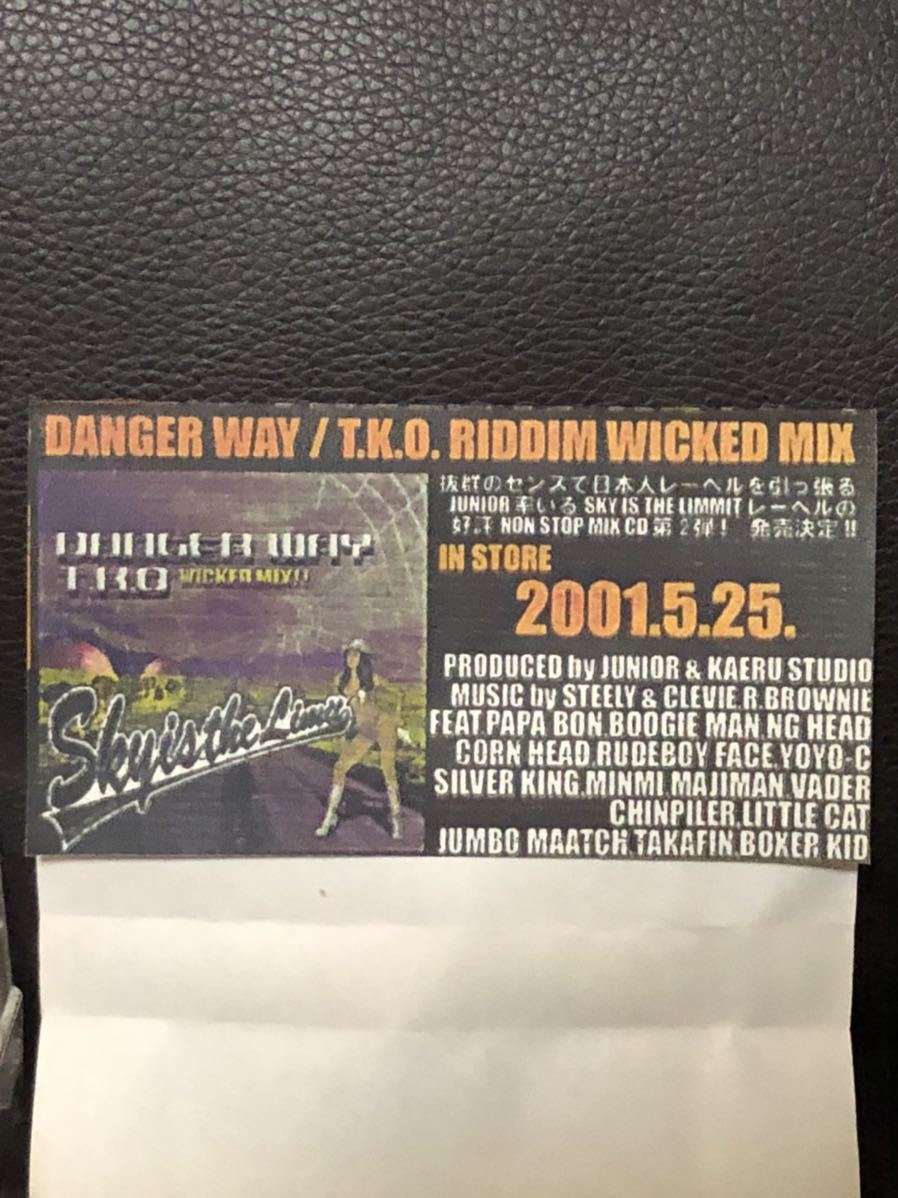 DANGER WAY / T.K.O. RIDDIM WICKED MIX
DANGER WAY
T.K.O WICKED MIX!!
Sky is the Limit
抜群のセンスで日本人レーベルを引っ張る
JUNIOR 率いる SKY IS THE LIMMIT レーベルの
好評 NON STOP MIX CD 第2弾! 発売決定!!
IN STORE
2001.5.25.
PRODUCED by JUNIOR & KAERU STUDIO
MUSIC by STEELY & CLEVIE.R.BROWNIE
FEAT.PAPA BON.BOOGIE MAN.NG HEAD
CORN HEAD.RUDEBOY FACE.YOYO-C
SILVER KING.MINMI.MAJIMAN.VADER
CHINPILER.LITTLE CAT
JUMBO MAATCH.TAKAFIN.BOXER KID